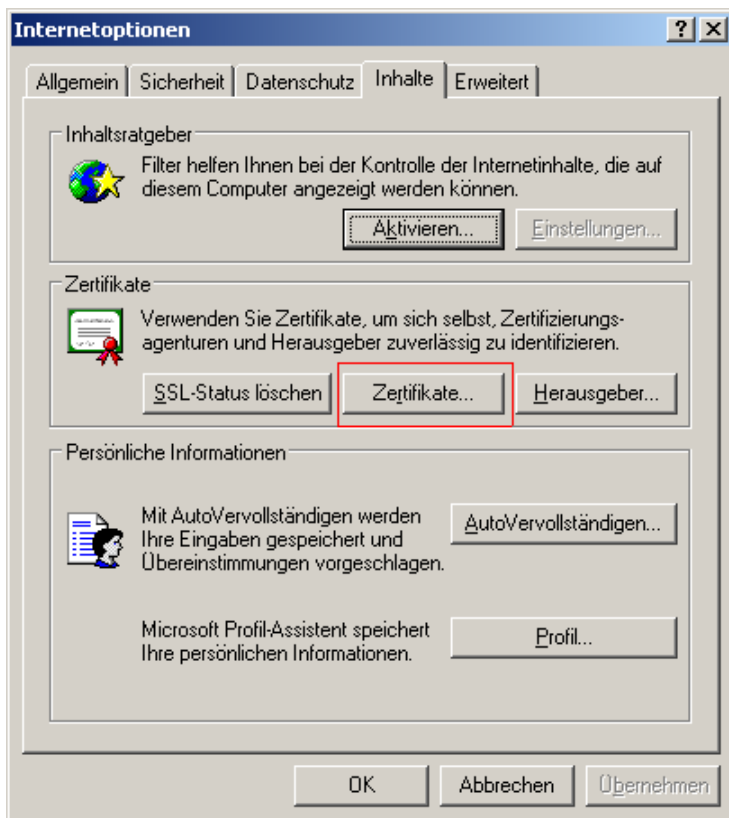 Internetoptionen
Allgemein Sicherheit Datenschutz Inhalte Erweitert
Inhaltsratgeber
Filter helfen Ihnen bei der Kontrolle der Internetinhalte, die auf
diesem Computer angezeigt werden können.
Aktivieren... Einstellungen...
Zertifikate
Verwenden Sie Zertifikate, um sich selbst, Zertifizierungs-
agenturen und Herausgeber zuverlässig zu identifizieren.
SSL-Status löschen Zertifikate... Herausgeber...
Persönliche Informationen
Mit AutoVervollständigen werden
Ihre Eingaben gespeichert und
Übereinstimmungen vorgeschlagen.
AutoVervollständigen...
Microsoft Profil-Assistent speichert
Ihre persönlichen Informationen.
Profil...
OK Abbrechen Übernehmen